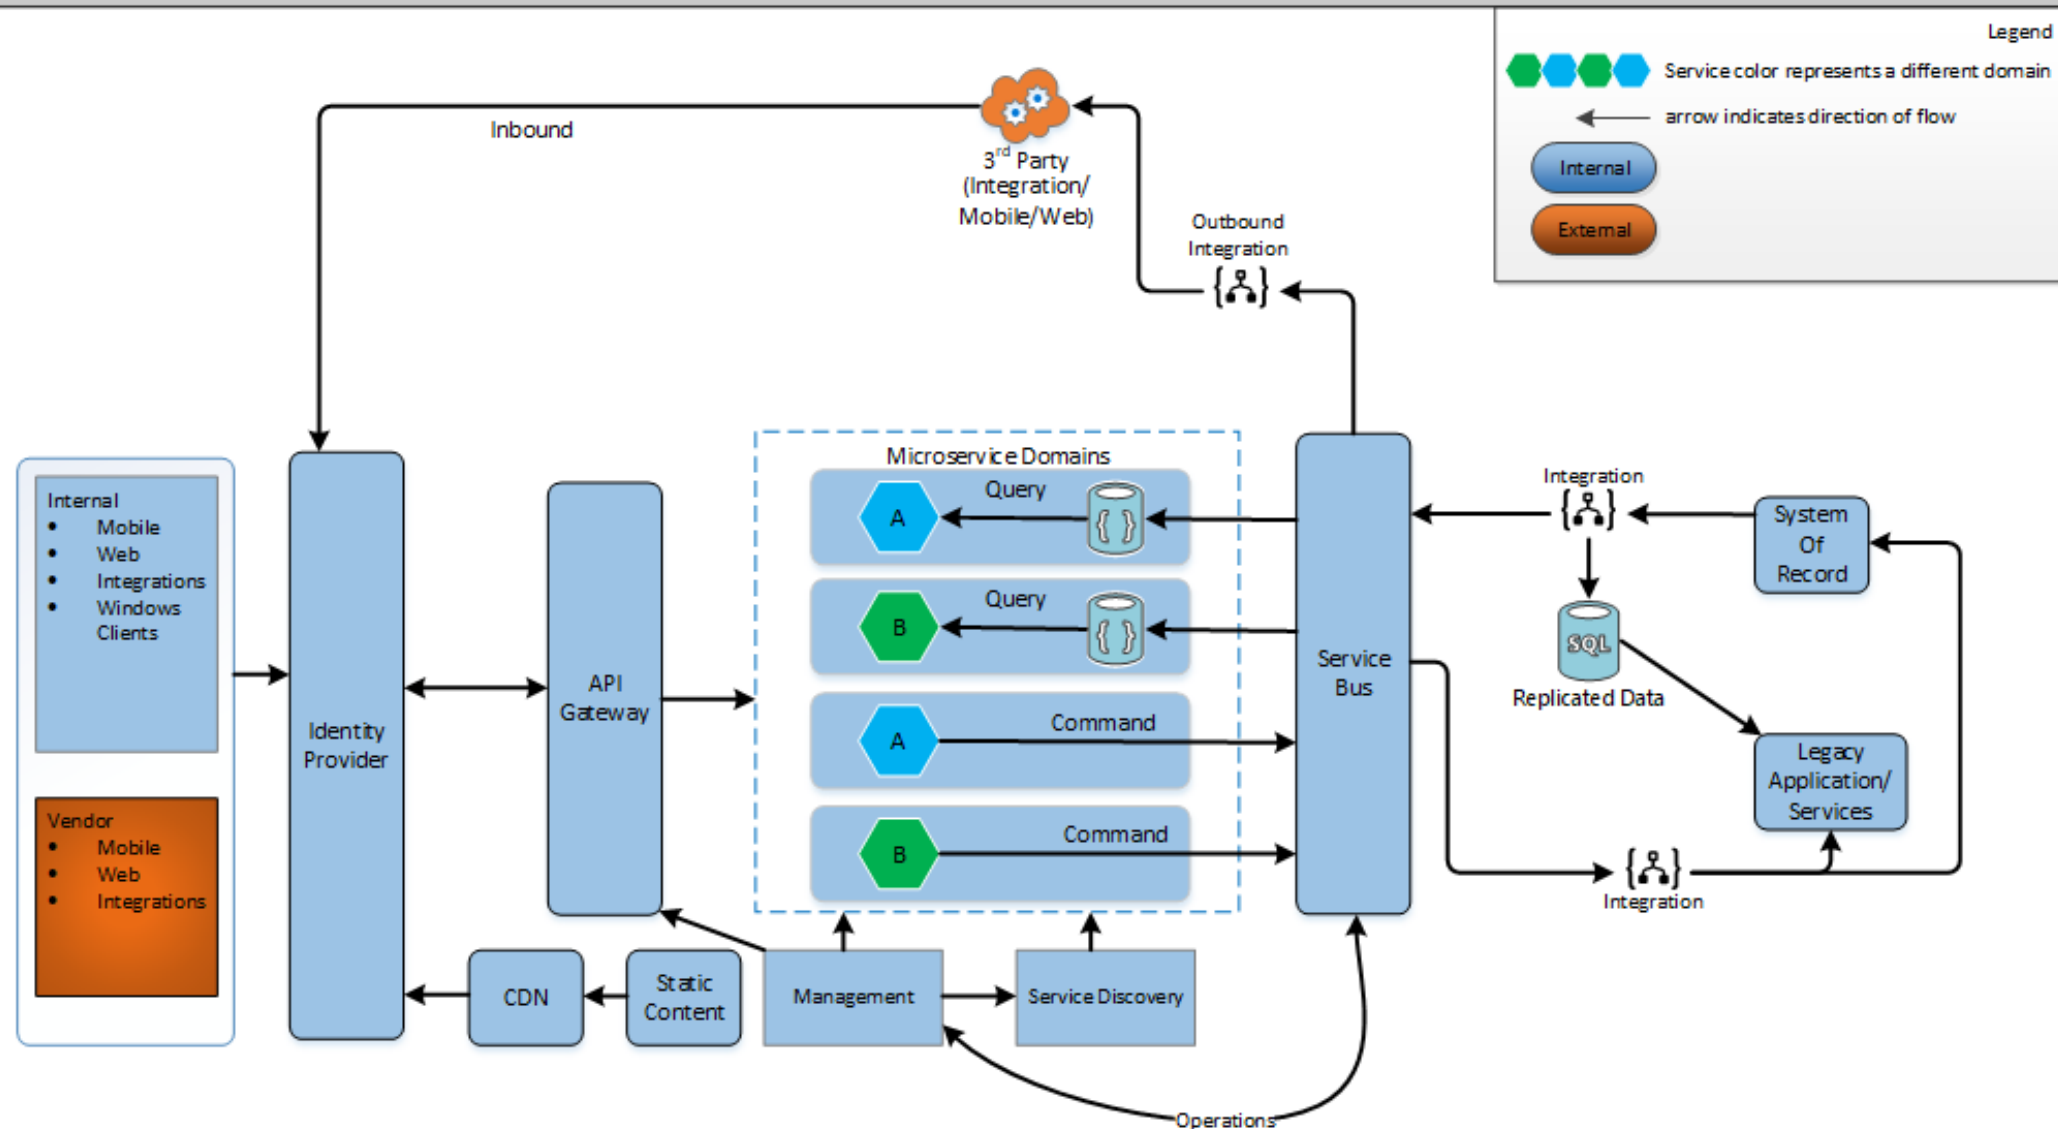 Legend
Service color represents a different domain
arrow indicates direction of flow
Internal
External
Inbound
3rd Party
(Integration/
Mobile/Web)
Outbound
Integration
Internal
• Mobile
• Web
• Integrations
• Windows
Clients
Vendor
• Mobile
• Web
• Integrations
Identity
Provider
API
Gateway
Microservice Domains
A
Query
{ }
B
Query
{ }
A
Command
B
Command
Service
Bus
Integration
System
Of
Record
SQL
Replicated Data
Legacy
Application/
Services
Integration
CDN
Static
Content
Management
Service Discovery
Operations